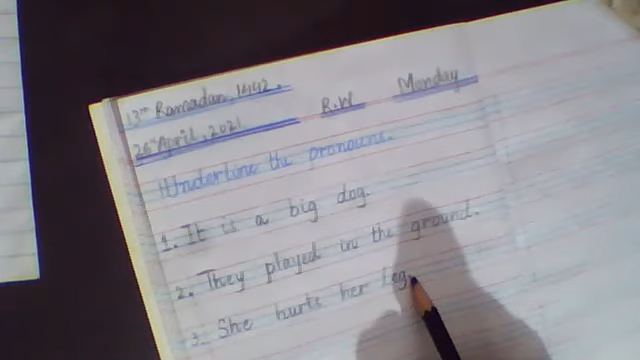 13th Ramadan, 1442.
R.W Monday
26th April, 2021
Underline the pronouns.
1. It is a big dog.
2. They played in the ground.
3. She hurts her leg.